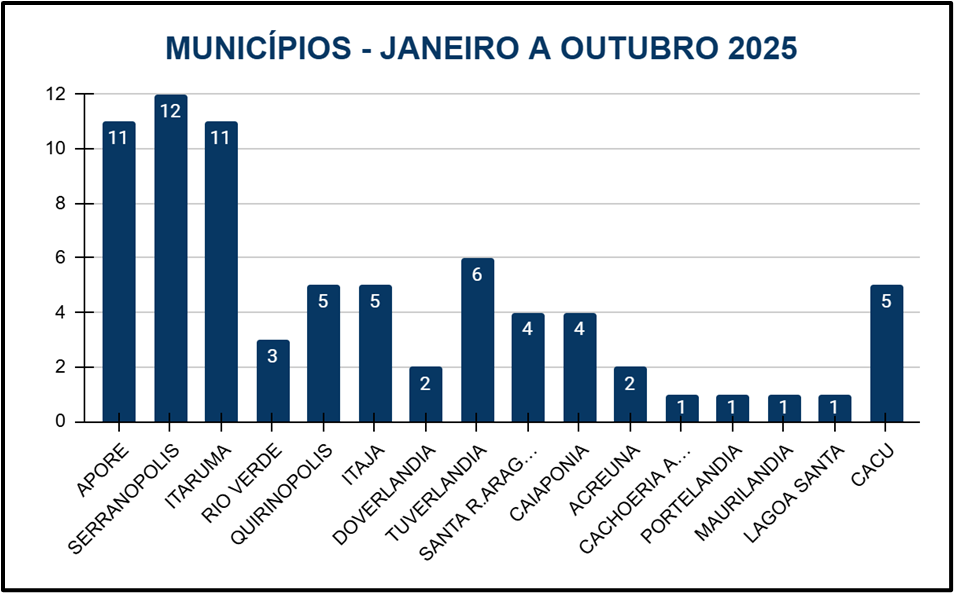 MUNICÍPIOS - JANEIRO A OUTUBRO 2025
12
10
8
6
4
2
0
11
12
11
3
5
5
2
6
4
4
2
1
1
1
1
5
APORE
SERRANOPOLIS
ITARUMA
RIO VERDE
QUIRINOPOLIS
ITAJA
DOVERLANDIA
TUVERLANDIA
SANTA R.ARAG...
CAIAPONIA
ACREUNA
CACHOERIA A...
PORTELANDIA
MAURILANDIA
LAGOA SANTA
CACU